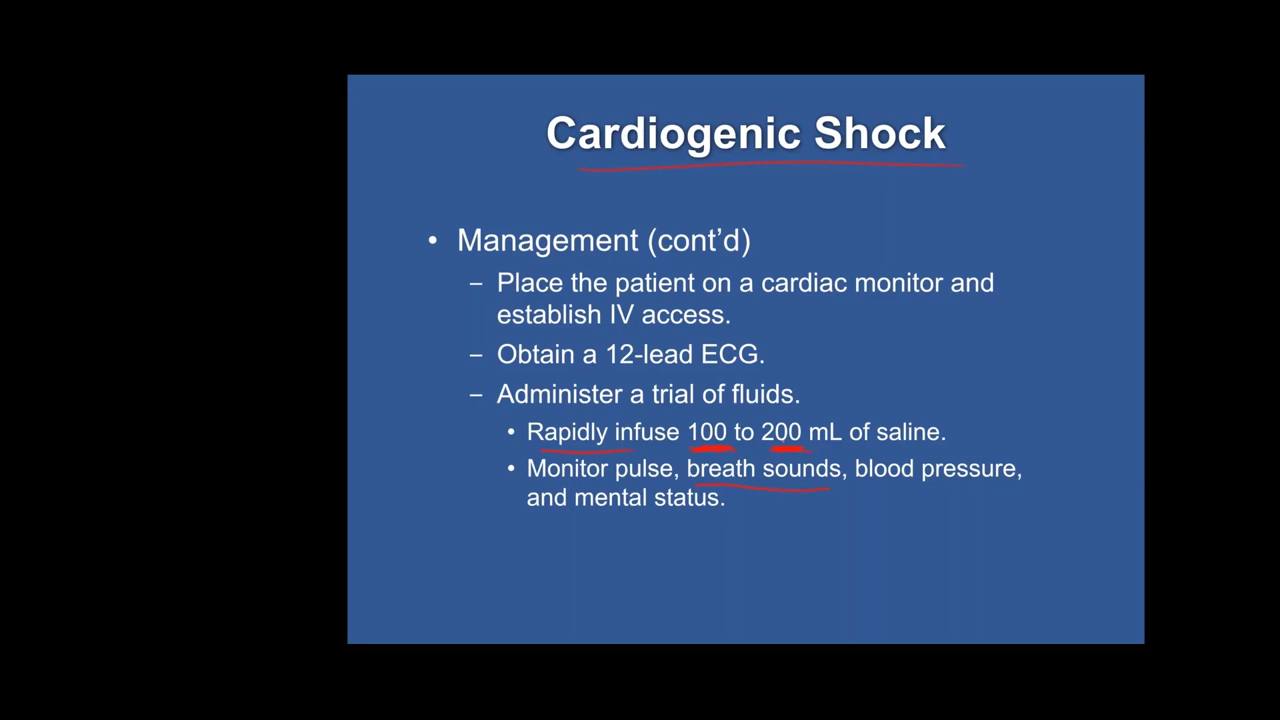 Cardiogenic Shock
• Management (cont’d)
– Place the patient on a cardiac monitor and
establish IV access.
– Obtain a 12-lead ECG.
– Administer a trial of fluids.
• Rapidly infuse 100 to 200 mL of saline.
• Monitor pulse, breath sounds, blood pressure,
and mental status.